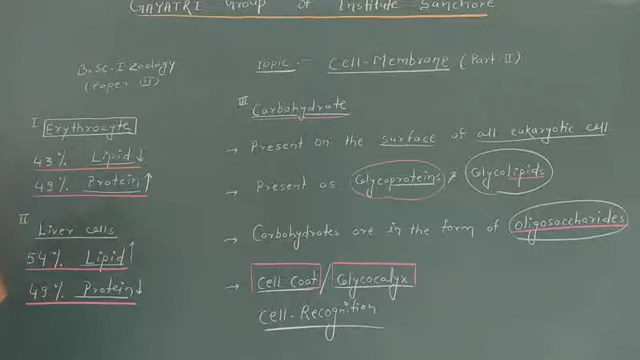 GAYATRI Group of Institute Sanchore
B.Sc. I Zoology
(Paper III)
TOPIC :- Cell-Membrane (Part-II)
I Erythrocyte
43% Lipid ↓
49% Protein ↑
II Liver cells
54% Lipid ↑
49% Protein ↓
III Carbohydrate
→ Present on the surface of all eukaryotic cell
→ Present as Glycoproteins & Glycolipids
→ Carbohydrates are in the form of oligosaccharides
→ Cell-Coat / Glycocalyx
Cell-Recognition